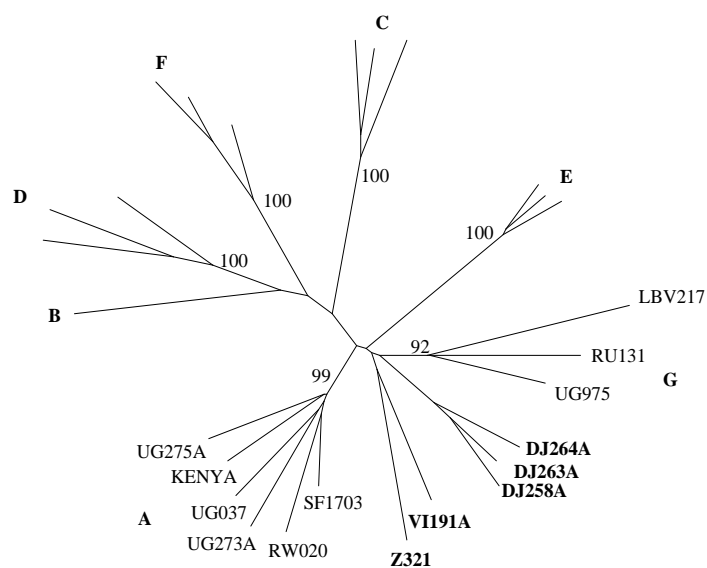 C
F
100
D
100
E
100
100
LBV217
B
92
RU131
99
G
UG975
UG275A
DJ264A
KENYA
DJ263A
DJ258A
SF1703
UG037
A
VI191A
UG273A
RW020
Z321